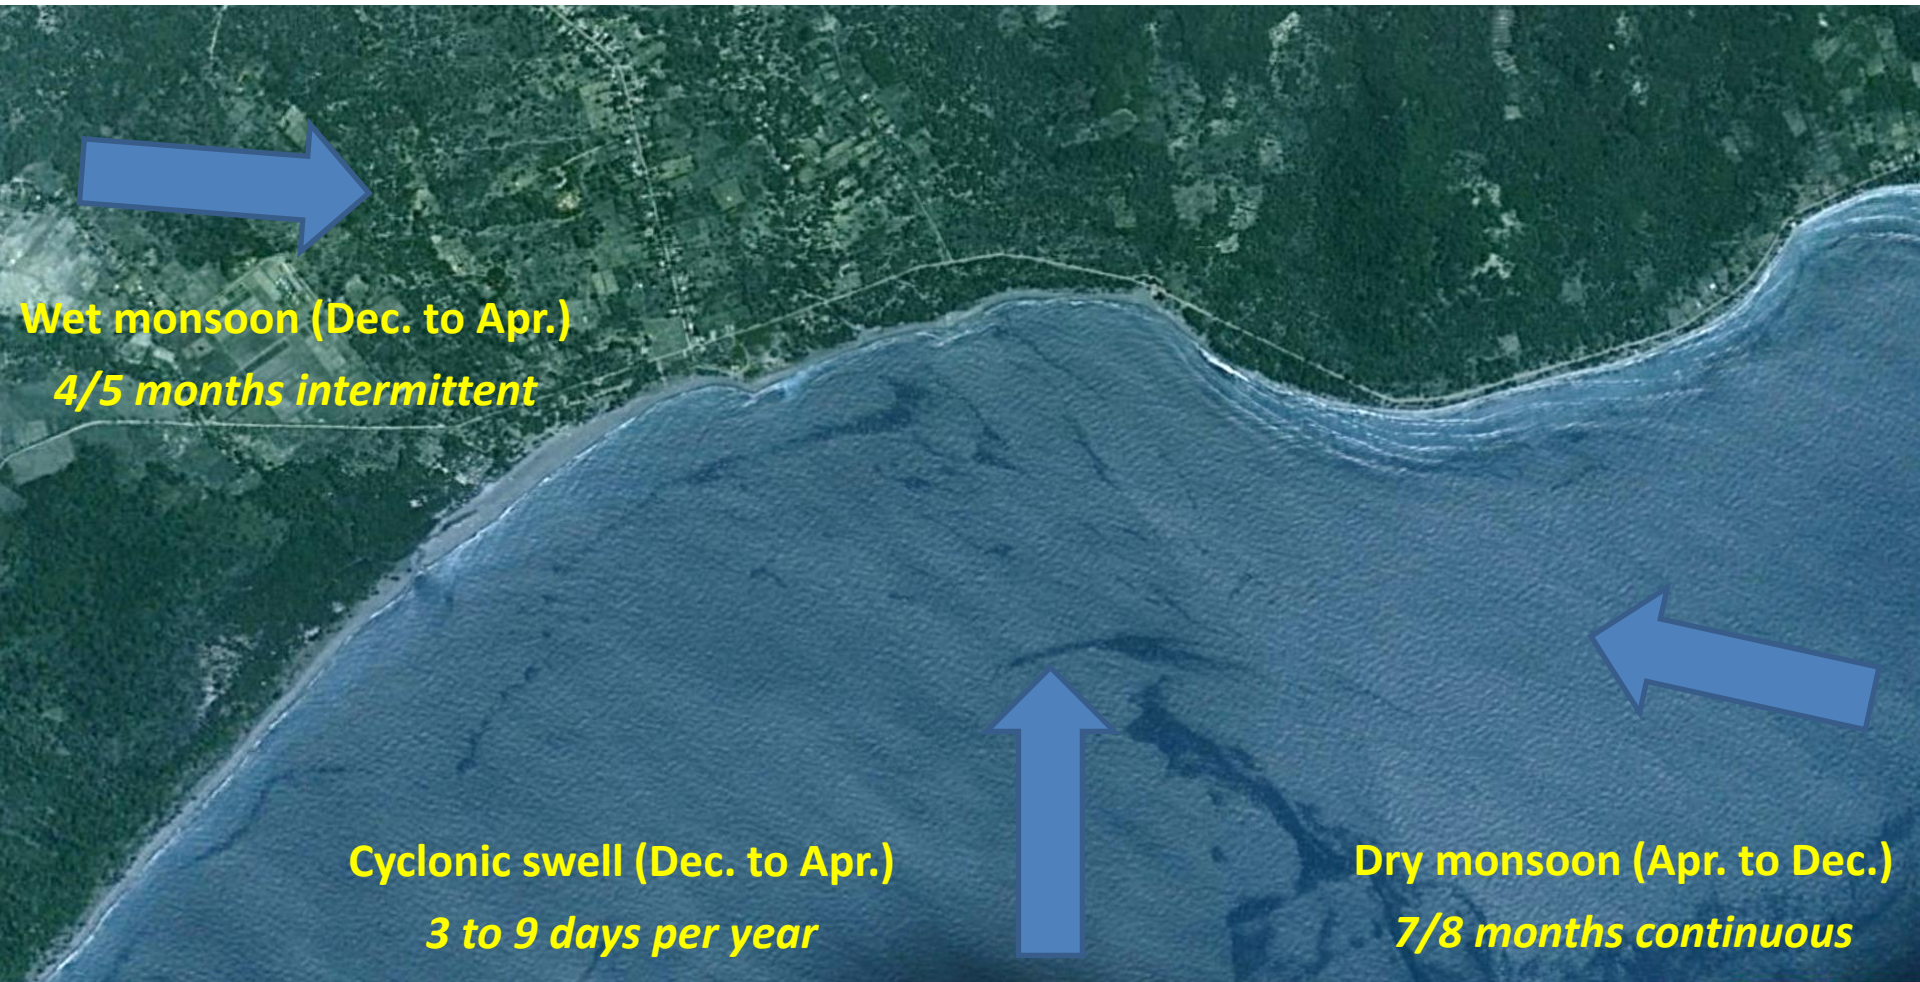 Wet monsoon (Dec. to Apr.)
4/5 months intermittent
Cyclonic swell (Dec. to Apr.)
3 to 9 days per year
Dry monsoon (Apr. to Dec.)
7/8 months continuous